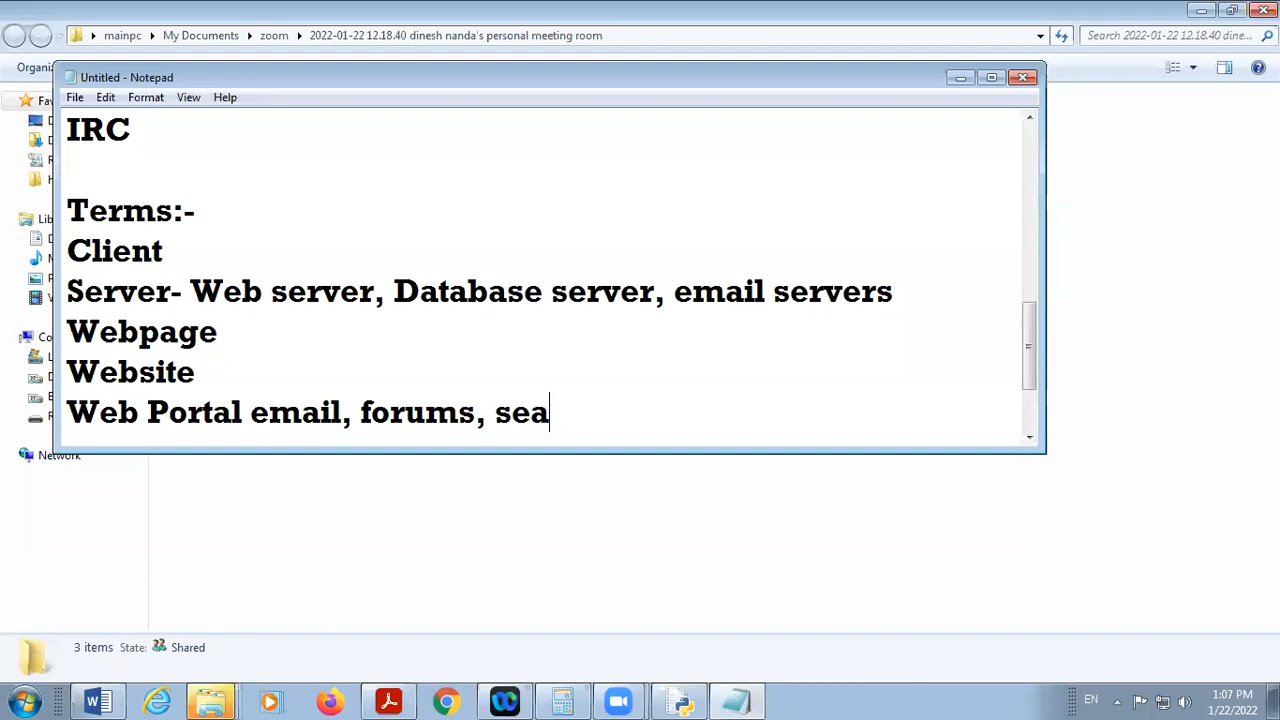 mainpc
My Documents
zoom
2022-01-22 12.18.40 dinesh nanda's personal meeting room
Search 2022-01-22 12.18.40 dine...
Untitled - Notepad
File Edit Format View Help
IRC
Terms:-
Client
Server- Web server, Database server, email servers
Webpage
Website
Web Portal email, forums, sea
Network
3 items State: Shared
EN
1:07 PM
1/22/2022